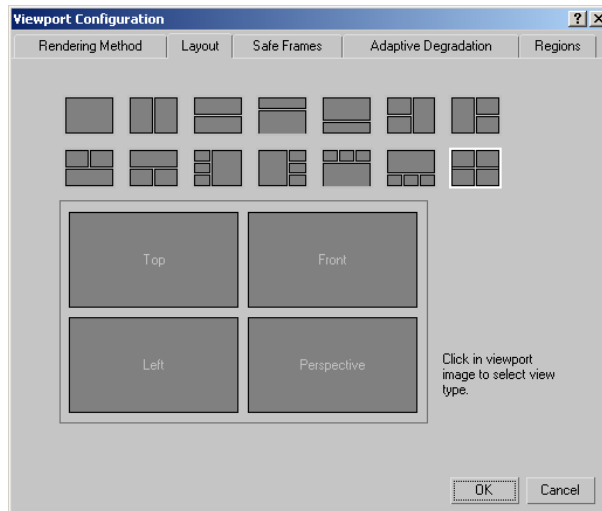 Viewport Configuration
Rendering Method
Layout
Safe Frames
Adaptive Degradation
Regions
Top
Front
Left
Perspective
Click in viewport
image to select view
type.
OK
Cancel